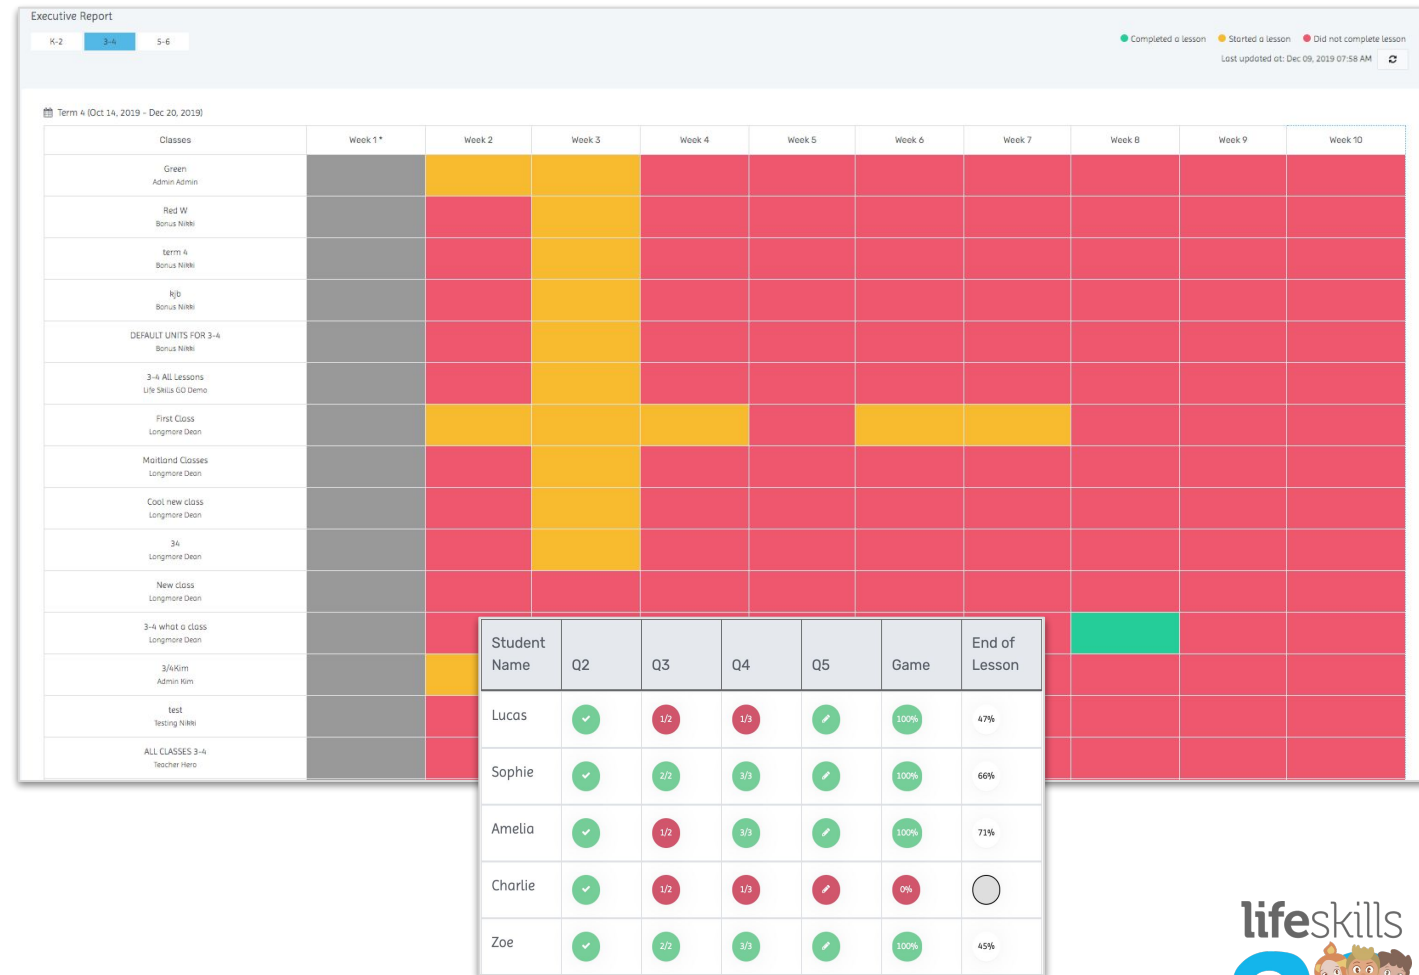 Executive Report
K-2 3-4 5-6
Completed a lesson Started a lesson Did not complete lesson
Last updated at: Dec 09, 2019 07:58 AM
Term 4 (Oct 14, 2019 - Dec 20, 2019)
Classes Week 1* Week 2 Week 3 Week 4 Week 5 Week 6 Week 7 Week 8 Week 9 Week 10
Green
Admin Admin
Red W
Bonus Nikki
term 4
Bonus Nikki
kjb
Bonus Nikki
DEFAULT UNITS FOR 3-4
Bonus Nikki
3-4 All Lessons
Life Skills GO Demo
First Class
Longmore Dean
Maitland Classes
Longmore Dean
Cool new class
Longmore Dean
34
Longmore Dean
New class
Longmore Dean
3-4 what a class
Longmore Dean
3/4Kim
Admin Kim
test
Testing Nikki
ALL CLASSES 3-4
Teacher Hero
Student Name Q2 Q3 Q4 Q5 Game End of Lesson
Lucas 1/2 1/3 100% 47%
Sophie 2/2 3/3 100% 66%
Amelia 1/2 3/3 100% 71%
Charlie 1/2 1/3 0%
Zoe 2/2 3/3 100% 45%
lifeskills